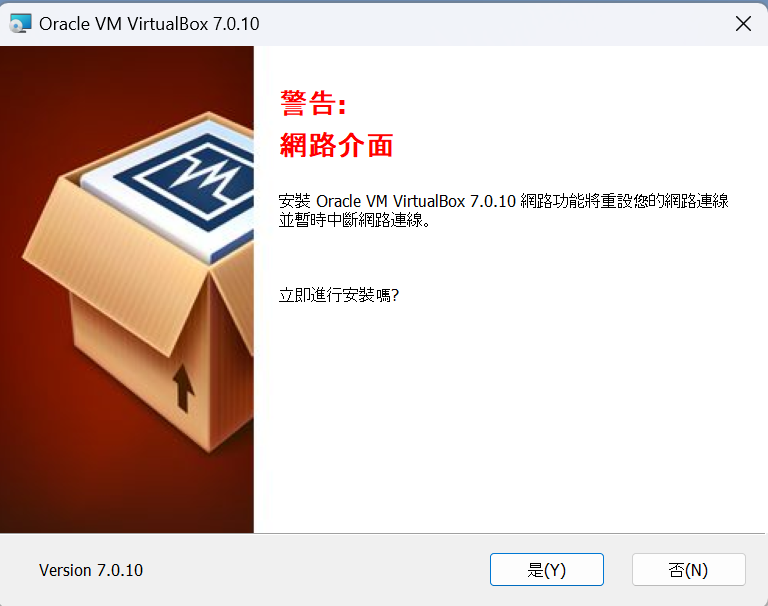 Oracle VM VirtualBox 7.0.10
警告:
網路介面
安裝 Oracle VM VirtualBox 7.0.10 網路功能將重設您的網路連線
並暫時中斷網路連線。
立即進行安裝嗎?
Version 7.0.10
是(Y)
否(N)